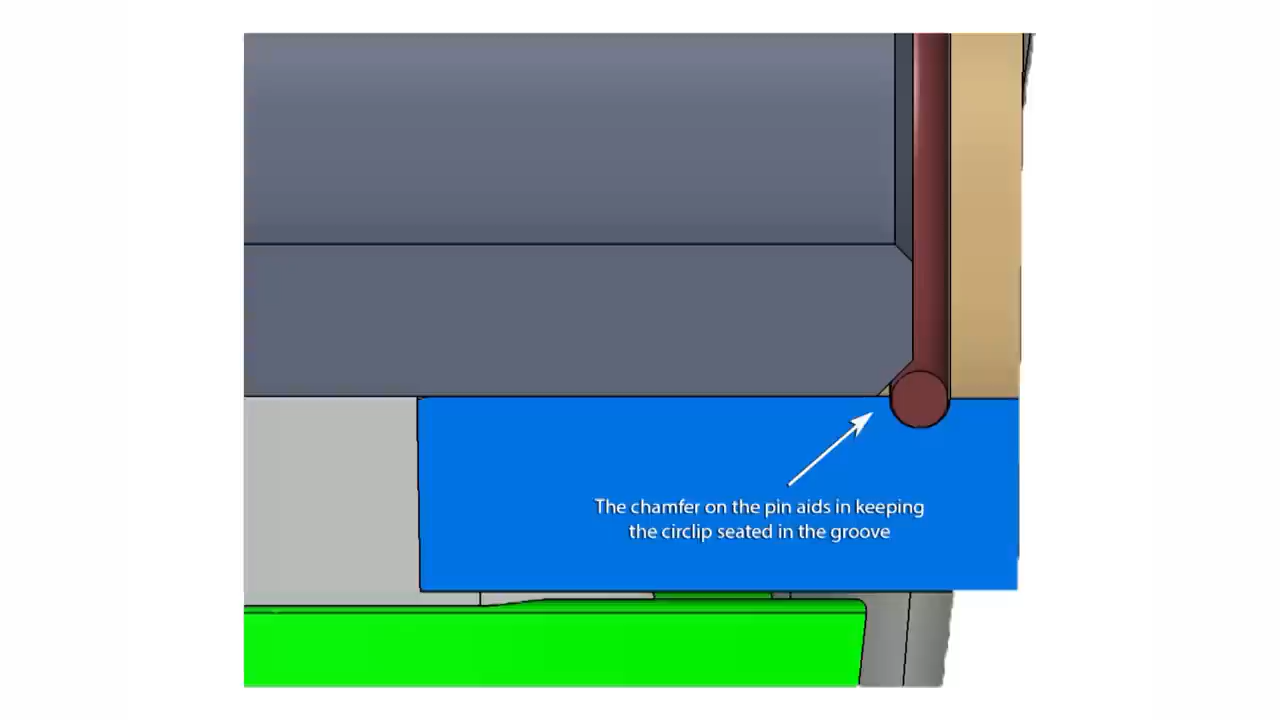 The chamfer on the pin aids in keeping
the circlip seated in the groove